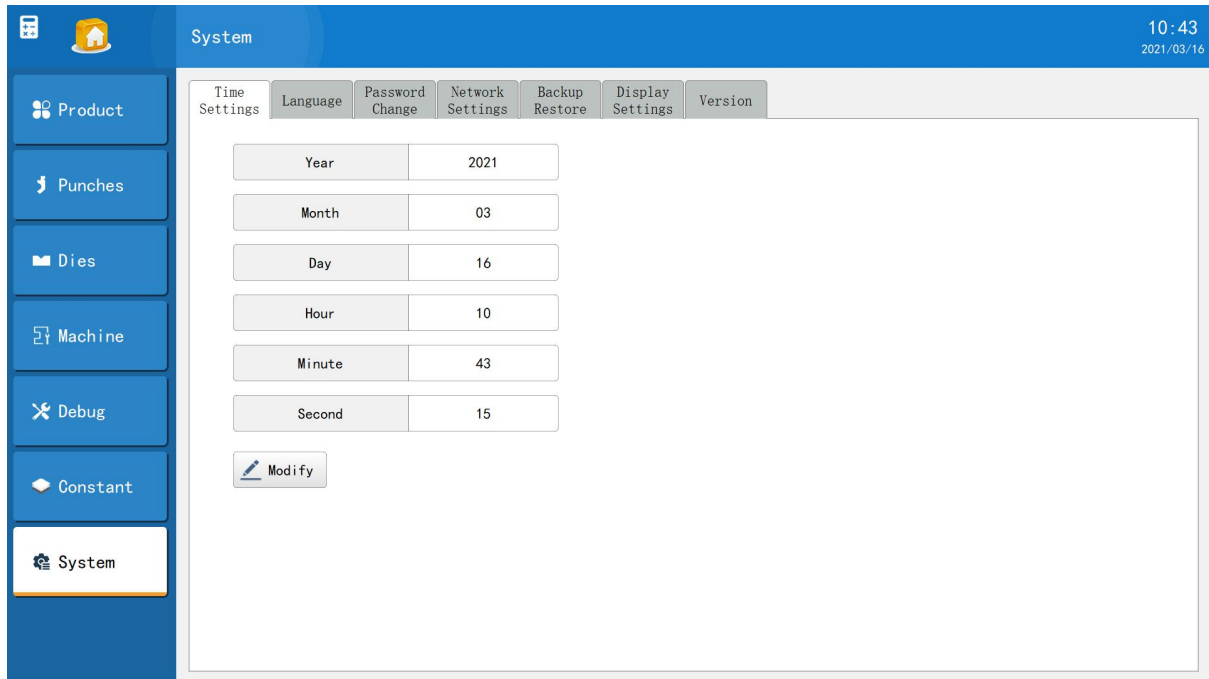 System
10:43
2021/03/16
Product
Punches
Dies
Machine
Debug
Constant
System
Time
Settings
Language
Password
Change
Network
Settings
Backup
Restore
Display
Settings
Version
Year 2021
Month 03
Day 16
Hour 10
Minute 43
Second 15
Modify